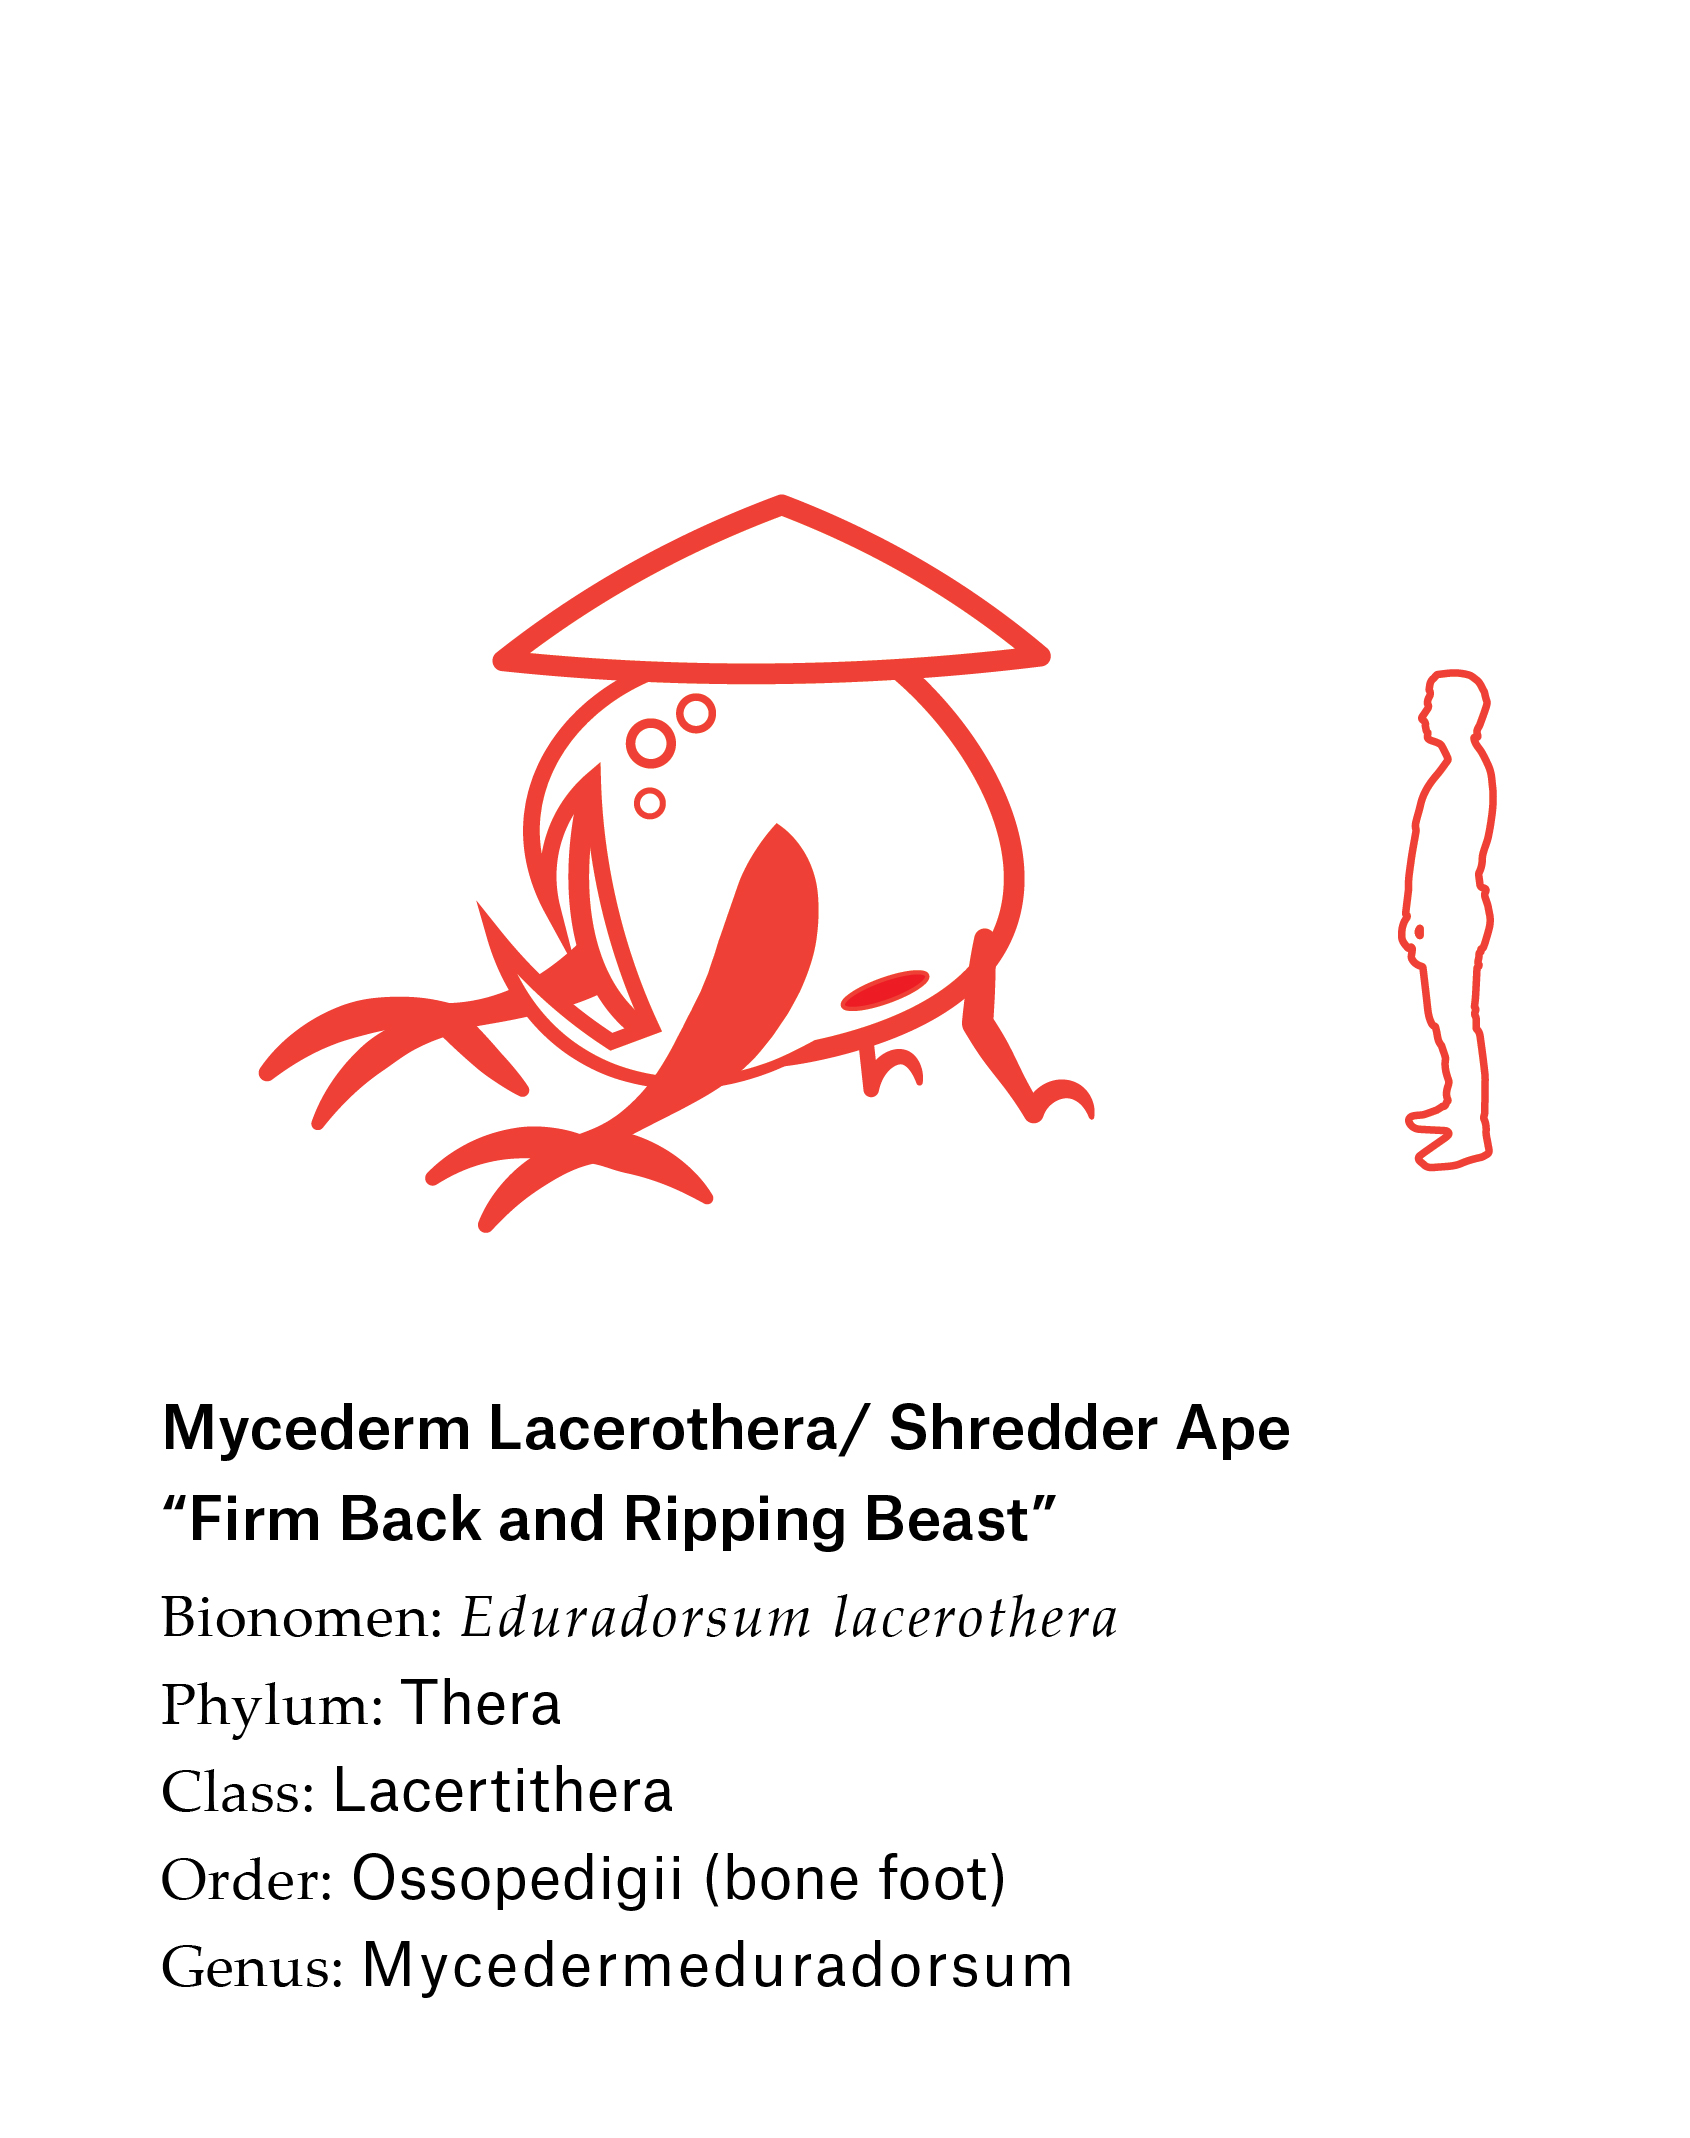 Mycederm Lacerothera/ Shredder Ape
“Firm Back and Ripping Beast”
Bionomen: Eduradorsum lacerothera
Phylum: Thera
Class: Lacertithera
Order: Ossopedigii (bone foot)
Genus: Mycedermeduradorsum